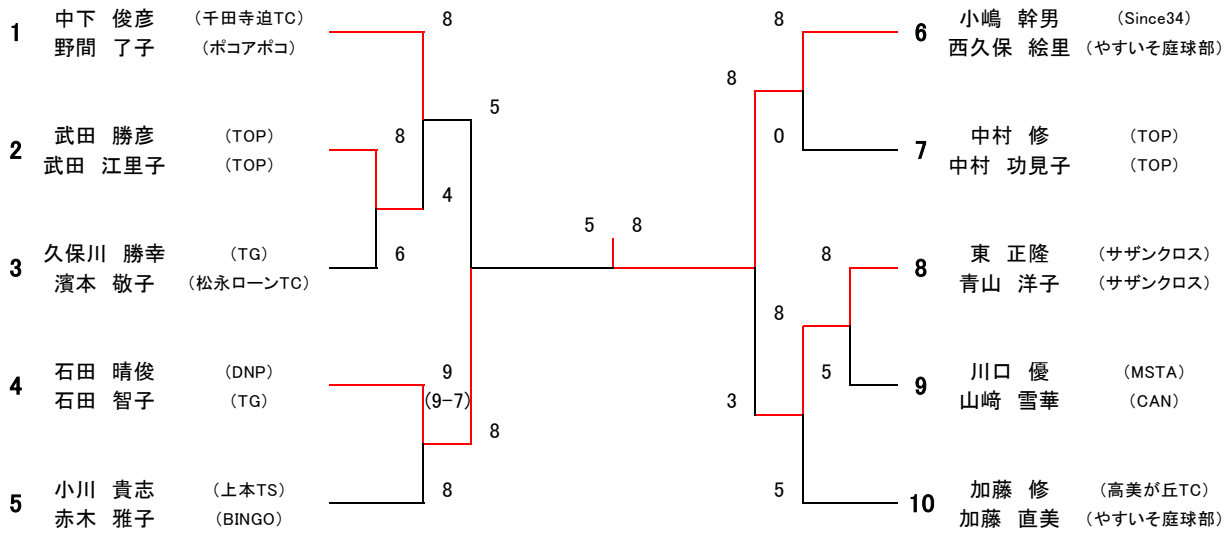 1 中下 俊彦 (千田寺迫TC)
野間 了子 (ポコアポコ)
8
2 武田 勝彦 (TOP)
武田 江里子 (TOP)
8
5
4
3 久保川 勝幸 (TG)
濱本 敬子 (松永ローンTC)
6
4 石田 晴俊 (DNP)
石田 智子 (TG)
9
(9-7)
8
5 小川 貴志 (上本TS)
赤木 雅子 (BINGO)
8
5 8
8
6 小嶋 幹男 (Since34)
西久保 絵里 (やすいそ庭球部)
8
0
7 中村 修 (TOP)
中村 功見子 (TOP)
8
8 東 正隆 (サザンクロス)
青山 洋子 (サザンクロス)
8
5
9 川口 優 (MSTA)
山﨑 雪華 (CAN)
3
5
10 加藤 修 (高美が丘TC)
加藤 直美 (やすいそ庭球部)